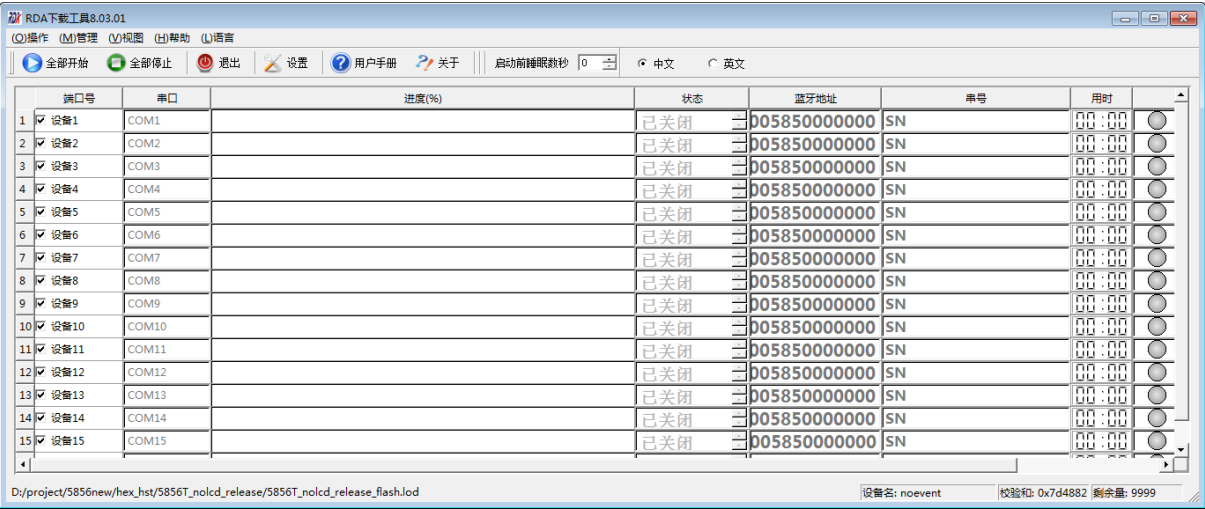 RDA下载工具8.03.01
(O)操作 (M)管理 (V)视图 (H)帮助 (L)语言
全部开始 全部停止 退出 设置 用户手册 关于 启动前睡眠数秒 0 中文 英文
端口号 串口 进度(%) 状态 蓝牙地址 串号 用时
1 设备1 COM1 已关闭 005850000000 SN 00:00
2 设备2 COM2 已关闭 005850000000 SN 00:00
3 设备3 COM3 已关闭 005850000000 SN 00:00
4 设备4 COM4 已关闭 005850000000 SN 00:00
5 设备5 COM5 已关闭 005850000000 SN 00:00
6 设备6 COM6 已关闭 005850000000 SN 00:00
7 设备7 COM7 已关闭 005850000000 SN 00:00
8 设备8 COM8 已关闭 005850000000 SN 00:00
9 设备9 COM9 已关闭 005850000000 SN 00:00
10 设备10 COM10 已关闭 005850000000 SN 00:00
11 设备11 COM11 已关闭 005850000000 SN 00:00
12 设备12 COM12 已关闭 005850000000 SN 00:00
13 设备13 COM13 已关闭 005850000000 SN 00:00
14 设备14 COM14 已关闭 005850000000 SN 00:00
15 设备15 COM15 已关闭 005850000000 SN 00:00
D:/project/5856new/hex_hst/5856T_nolcd_release/5856T_nolcd_release_flash.lod 设备名: noevent 校验和: 0x7d4882 剩余量: 9999